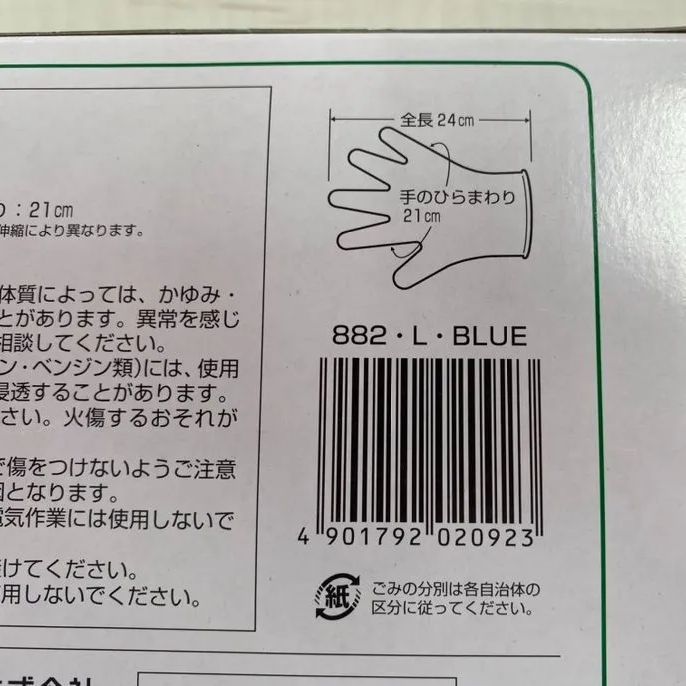 全長24cm
手のひらまわり
21cm
：21cm
伸縮により異なります。
体質によっては、かゆみ・
とがあります。異常を感じ
相談してください。
ン・ベンジン類)には、使用
浸透することがあります。
さい。火傷するおそれが
で傷をつけないようご注意
因となります。
電気作業には使用しないで
けてください。
用しないでください。
882・L・BLUE
4 901792 020923
紙
ごみの分別は各自治体の
区分に従ってください。